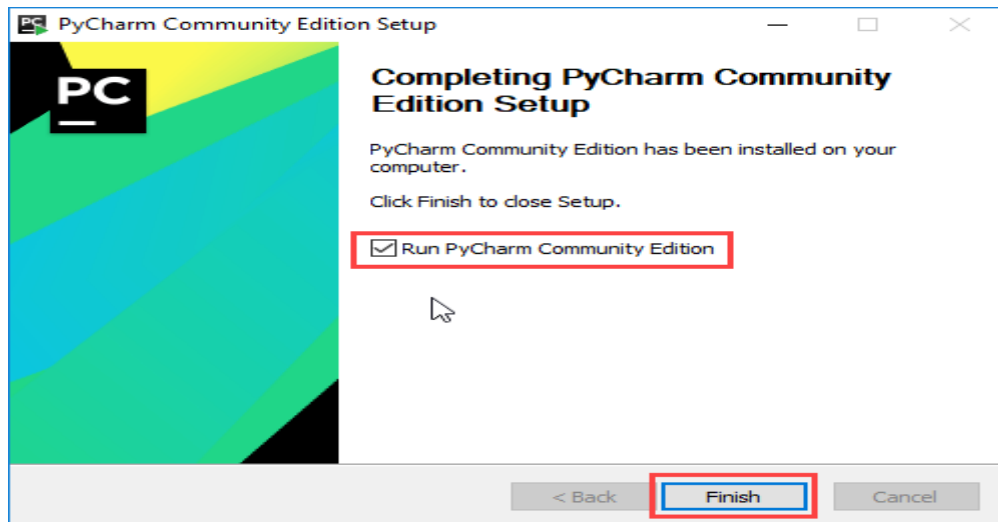 PyCharm Community Edition Setup
PC
Completing PyCharm Community
Edition Setup
PyCharm Community Edition has been installed on your
computer.
Click Finish to close Setup.
Run PyCharm Community Edition
< Back Finish Cancel